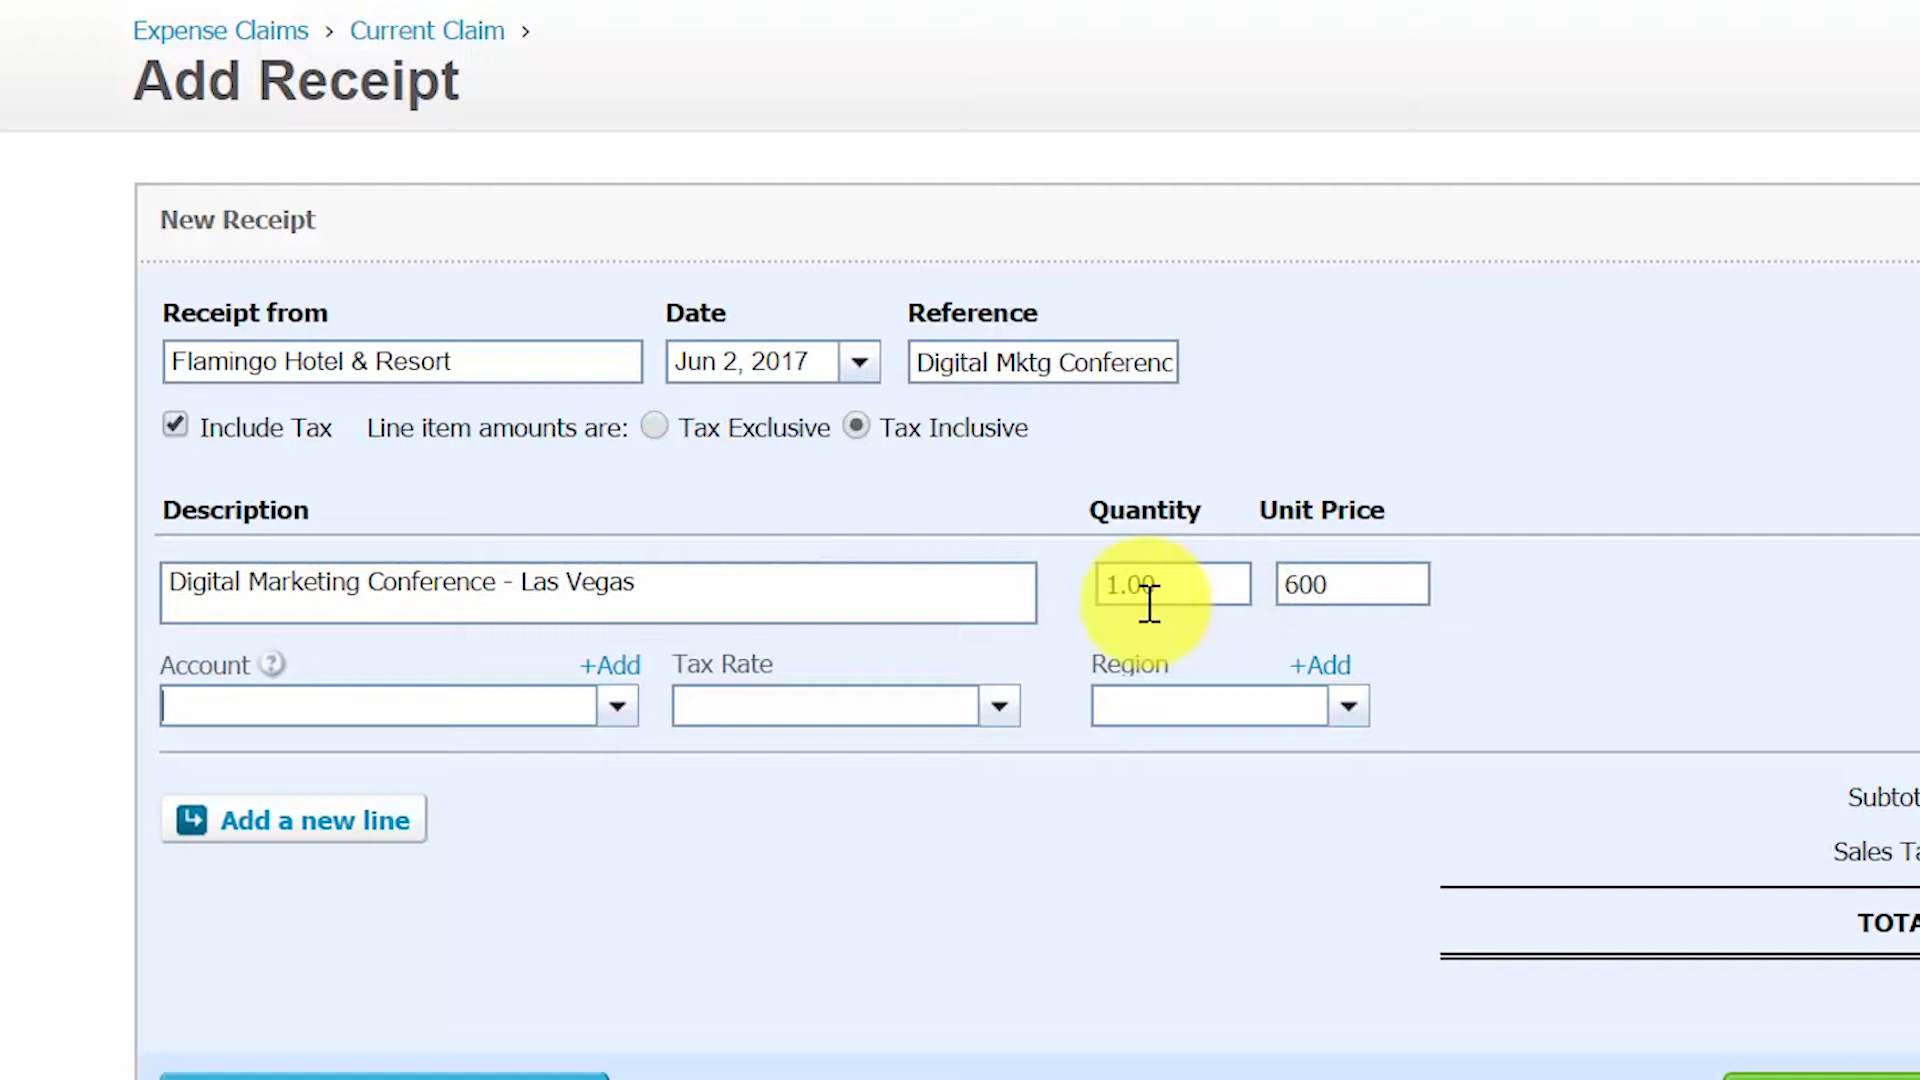 Expense Claims › Current Claim ›
Add Receipt
New Receipt
Receipt from Date Reference
Flamingo Hotel & Resort Jun 2, 2017 Digital Mktg Conferenc
Include Tax Line item amounts are: Tax Exclusive Tax Inclusive
Description Quantity Unit Price
Digital Marketing Conference - Las Vegas 1.00 600
Account ? +Add Tax Rate Region +Add
Add a new line
Subtot
Sales Ta
TOTA